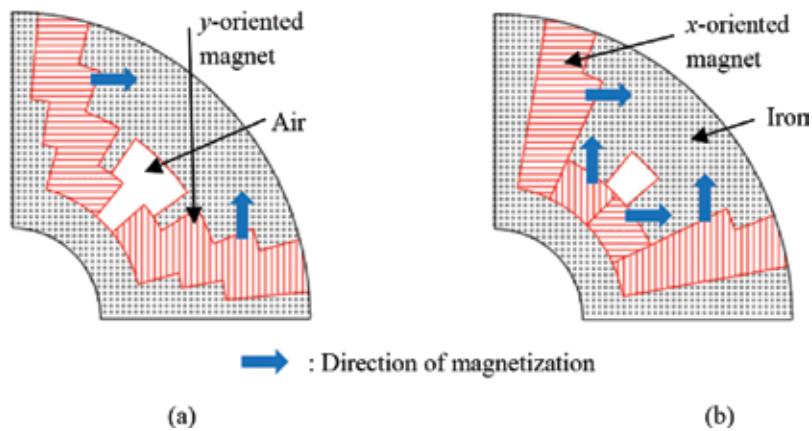 y-oriented
magnet
Air
x-oriented
magnet
Iron
: Direction of magnetization
(a)
(b)